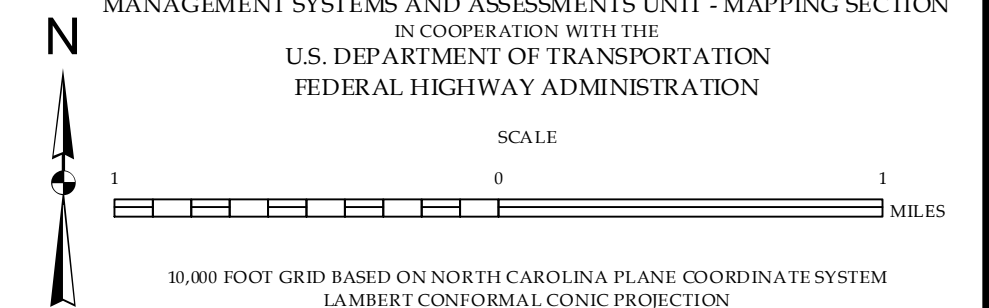 MANAGEMENT SYSTEMS AND ASSESSMENTS UNIT - MAPPING SECTION
N
IN COOPERATION WITH THE
U.S. DEPARTMENT OF TRANSPORTATION
FEDERAL HIGHWAY ADMINISTRATION
SCALE
1 0 1
MILES
10,000 FOOT GRID BASED ON NORTH CAROLINA PLANE COORDINATE SYSTEM
LAMBERT CONFORMAL CONIC PROJECTION